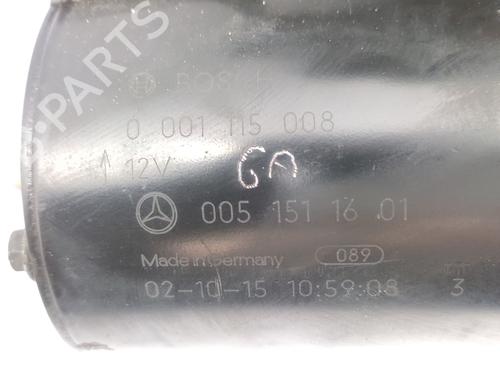 PARTS
BOSCH
0 001 115 008
12V
GA
005 151 16 01
Made in Germany 089
02-10-15 10:59:08 3